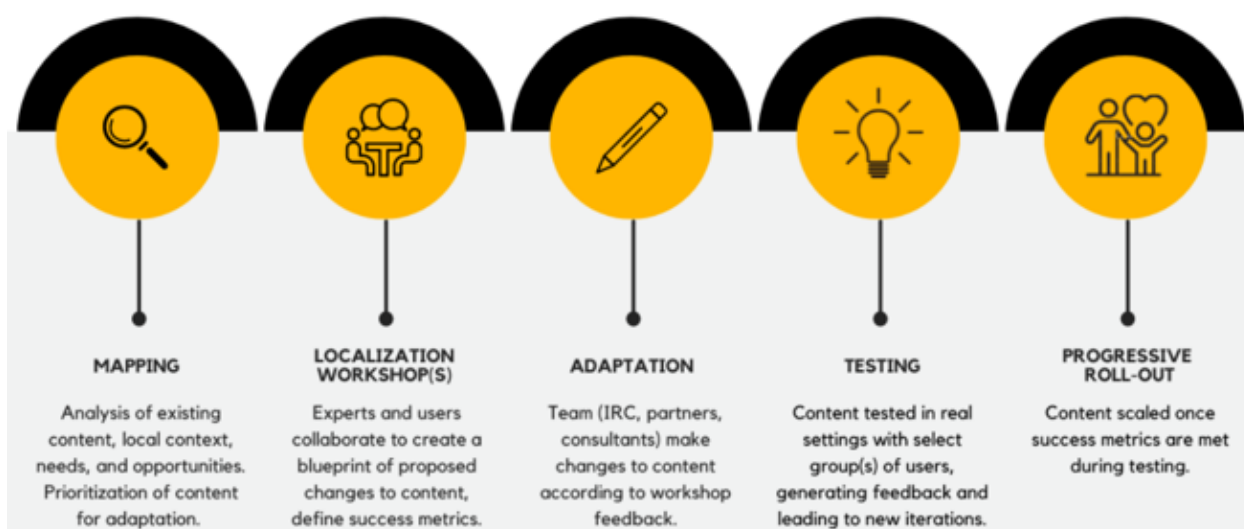 MAPPING
Analysis of existing
content, local context,
needs, and opportunities.
Prioritization of content
for adaptation.
LOCALIZATION
WORKSHOP(S)
Experts and users
collaborate to create a
blueprint of proposed
changes to content,
define success metrics.
ADAPTATION
Team (IRC, partners,
consultants) make
changes to content
according to workshop
feedback.
TESTING
Content tested in real
settings with select
group(s) of users,
generating feedback and
leading to new iterations.
PROGRESSIVE
ROLL-OUT
Content scaled once
success metrics are met
during testing.